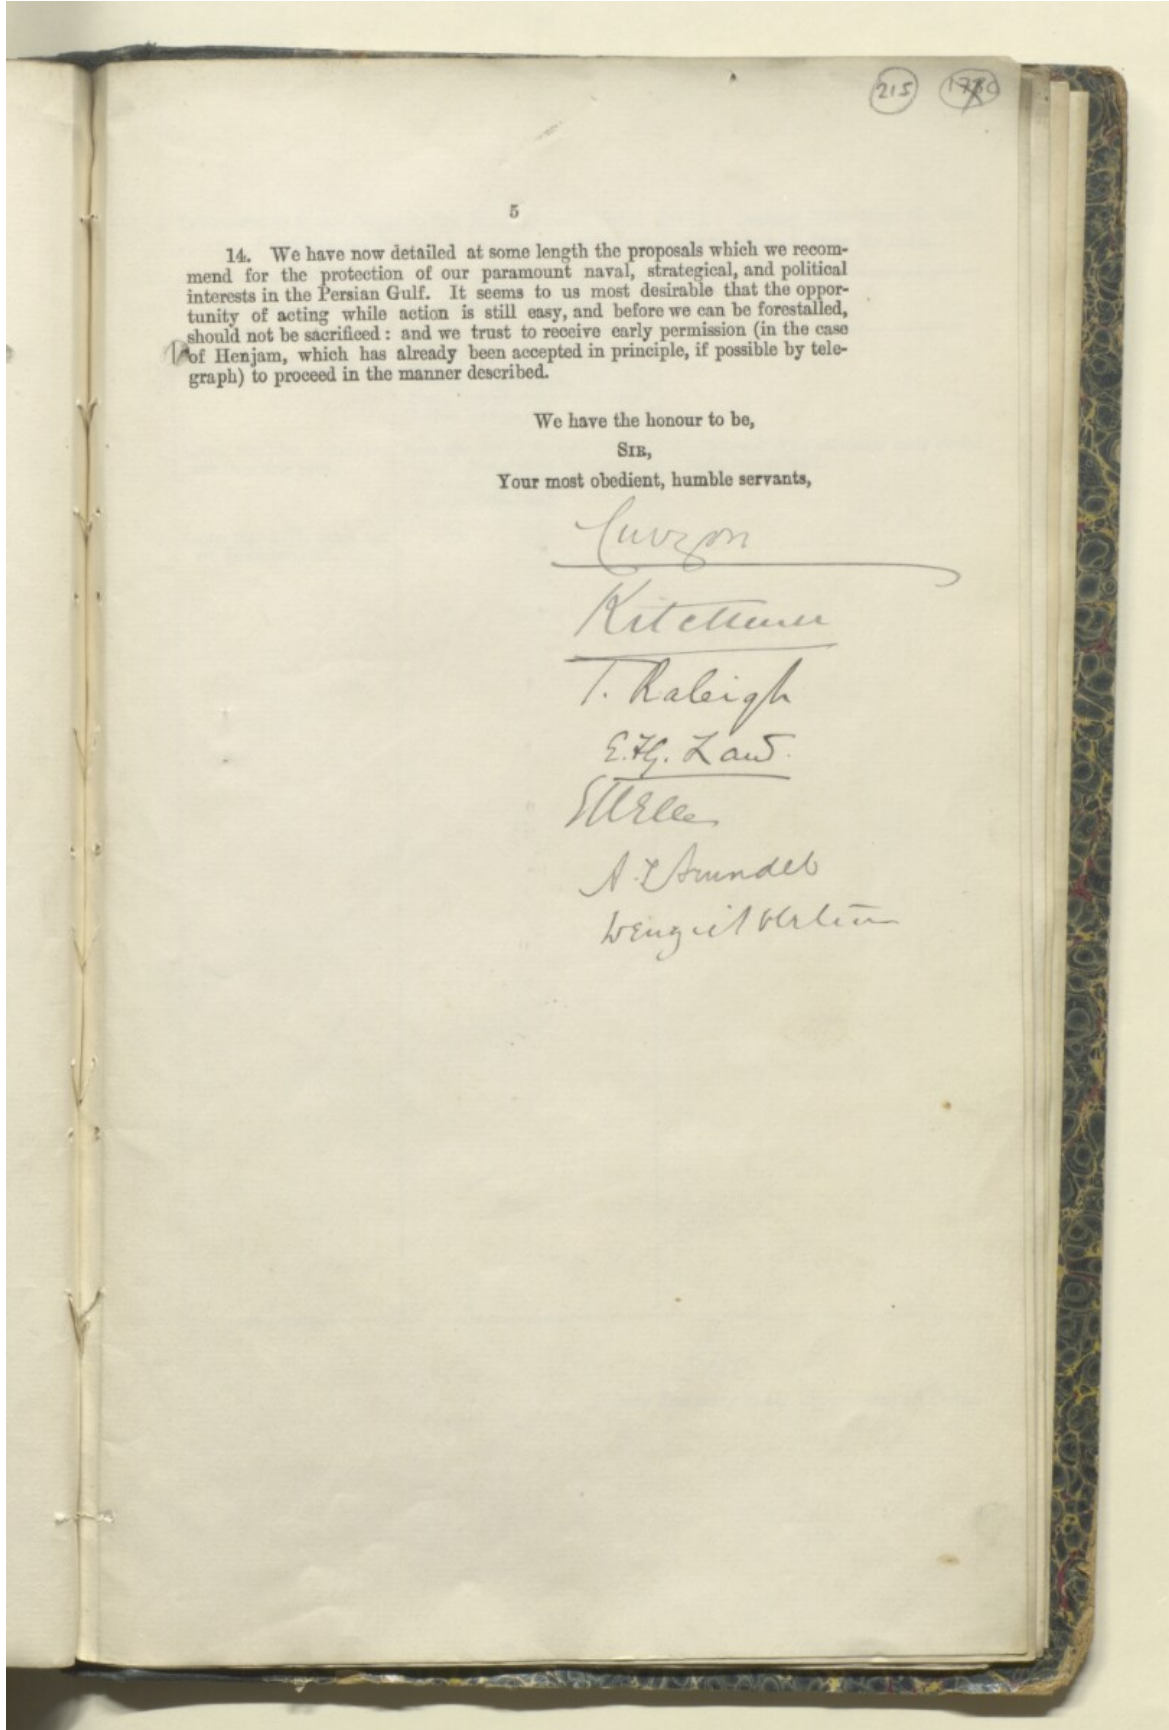 215
5
14. We have now detailed at some length the proposals which we recom-
mend for the protection of our paramount naval, strategical, and political
interests in the Persian Gulf. It seems to us most desirable that the oppor-
tunity of acting while action is still easy, and before we can be forestalled,
should not be sacrificed: and we trust to receive early permission (in the case
of Henjam, which has already been accepted in principle, if possible by tele-
graph) to proceed in the manner described.
We have the honour to be,
SIR,
Your most obedient, humble servants,
Curzon
Kitchener
T. Raleigh
E. FG. Law.
A. T. Arundel
Denzil Ibbetson